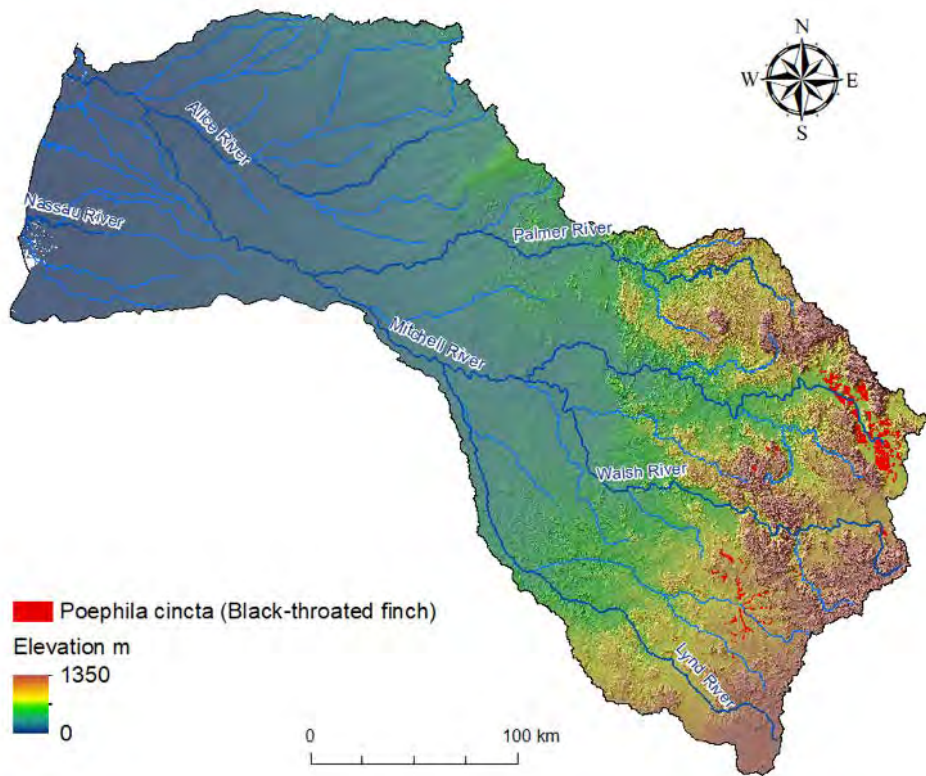 N
W
E
S
Alice River
Nassau River
Palmer River
Mitchell River
Walsh River
Lynd River
Poephila cincta (Black-throated finch)
Elevation m
1350
0
0
100 km